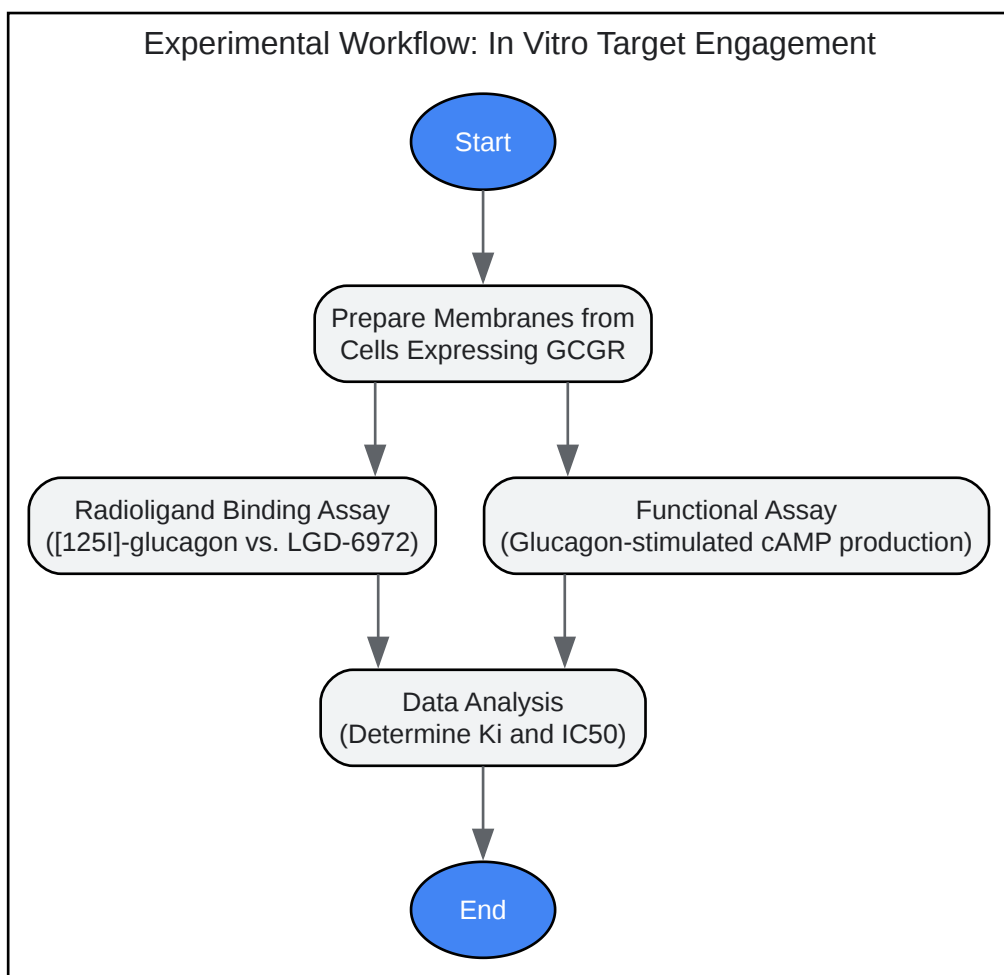 Experimental Workflow: In Vitro Target Engagement
Start
Prepare Membranes from
Cells Expressing GCGR
Radioligand Binding Assay
([125I]-glucagon vs. LGD-6972)
Functional Assay
(Glucagon-stimulated cAMP production)
Data Analysis
(Determine Ki and IC50)
End